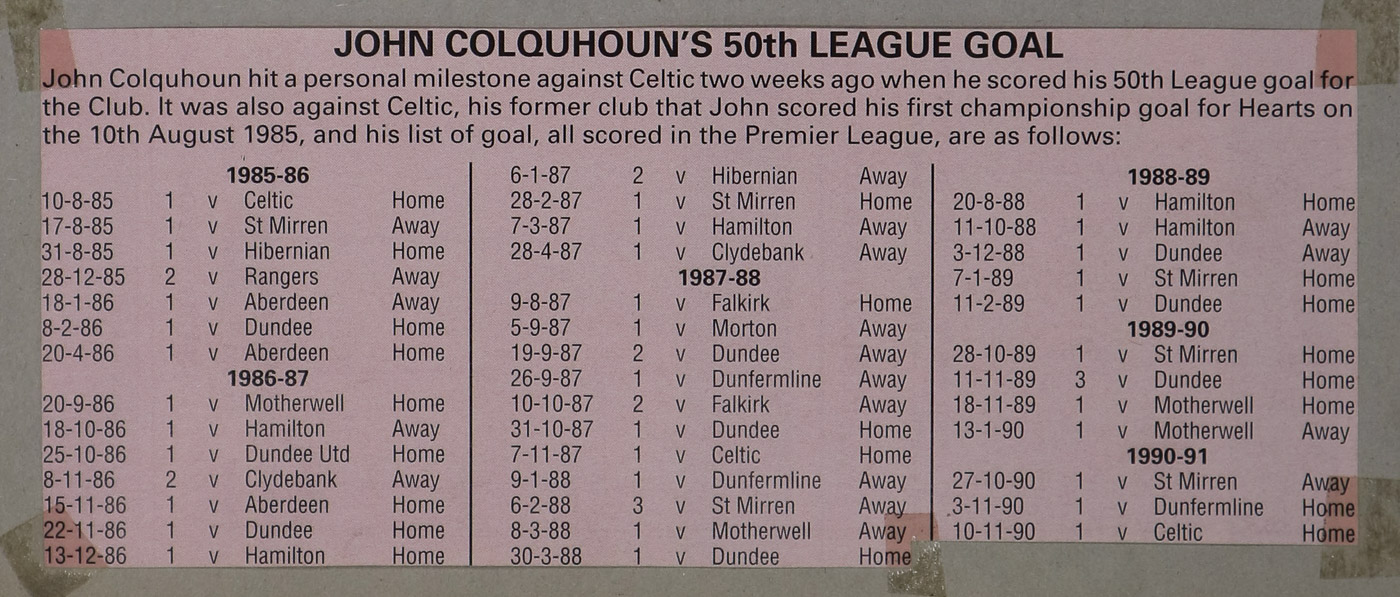 JOHN COLQUHOUN'S 50th LEAGUE GOAL
John Colquhoun hit a personal milestone against Celtic two weeks ago when he scored his 50th League goal for
the Club. It was also against Celtic, his former club that John scored his first championship goal for Hearts on
the 10th August 1985, and his list of goal, all scored in the Premier League, are as follows:
1985-86
10-8-85 1 v Celtic Home
17-8-85 1 v St Mirren Away
31-8-85 1 v Hibernian Home
28-12-85 2 v Rangers Away
18-1-86 1 v Aberdeen Away
8-2-86 1 v Dundee Home
20-4-86 1 v Aberdeen Home
1986-87
20-9-86 1 v Motherwell Home
18-10-86 1 v Hamilton Away
25-10-86 1 v Dundee Utd Home
8-11-86 2 v Clydebank Away
15-11-86 1 v Aberdeen Home
22-11-86 1 v Dundee Home
13-12-86 1 v Hamilton Home
6-1-87 2 v Hibernian Away
28-2-87 1 v St Mirren Home
7-3-87 1 v Hamilton Away
28-4-87 1 v Clydebank Away
1987-88
9-8-87 1 v Falkirk Home
5-9-87 1 v Morton Away
19-9-87 2 v Dundee Away
26-9-87 1 v Dunfermline Away
10-10-87 2 v Falkirk Away
31-10-87 1 v Dundee Home
7-11-87 1 v Celtic Home
9-1-88 1 v Dunfermline Away
6-2-88 3 v St Mirren Away
8-3-88 1 v Motherwell Away
30-3-88 1 v Dundee Home
1988-89
20-8-88 1 v Hamilton Home
11-10-88 1 v Hamilton Away
3-12-88 1 v Dundee Away
7-1-89 1 v St Mirren Home
11-2-89 1 v Dundee Home
1989-90
28-10-89 1 v St Mirren Home
11-11-89 3 v Dundee Home
18-11-89 1 v Motherwell Home
13-1-90 1 v Motherwell Away
1990-91
27-10-90 1 v St Mirren Away
3-11-90 1 v Dunfermline Home
10-11-90 1 v Celtic Home